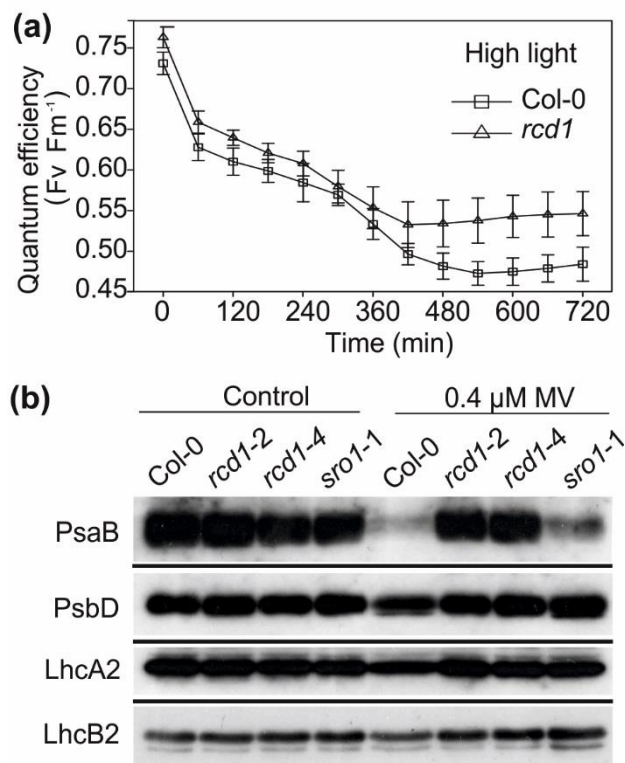 (a)
Quantum efficiency
(Fv Fm⁻¹)
0.75
0.70
0.65
0.60
0.55
0.50
0.45
High light
Col-0
rcd1
0 120 240 360 480 600 720
Time (min)
(b)
Control 0.4 µM MV
Col-0 rcd1-2 rcd1-4 sro1-1 Col-0 rcd1-2 rcd1-4 sro1-1
PsaB
PsbD
LhcA2
LhcB2